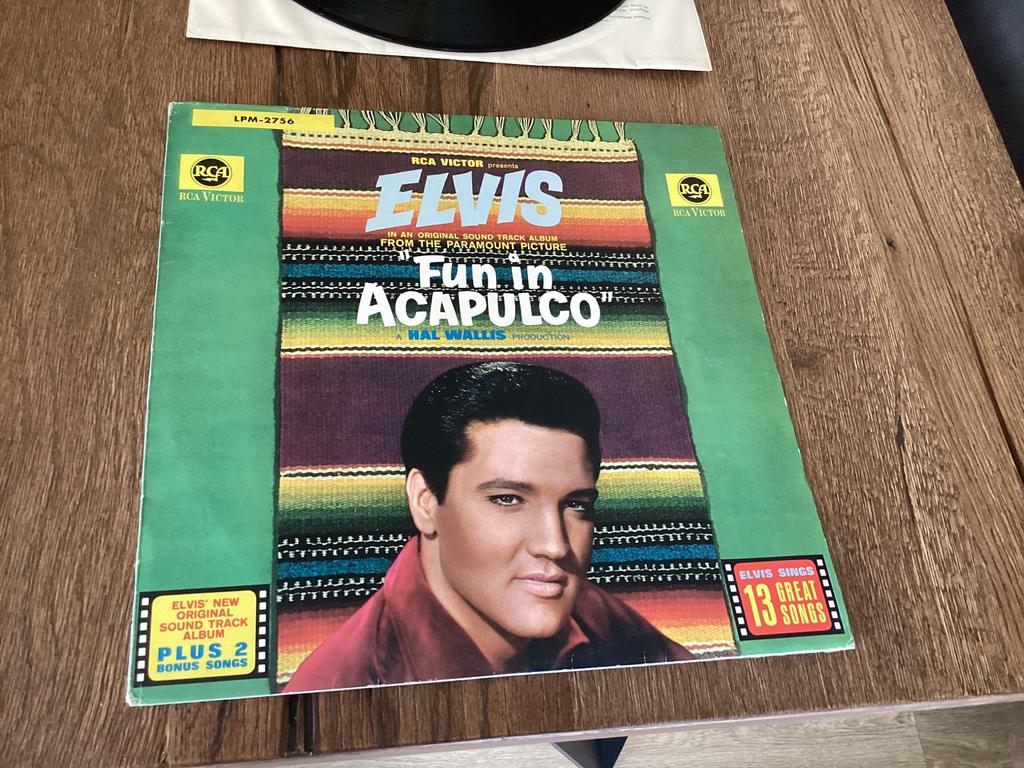 LPM-2756
RCA
RCA VICTOR
RCA VICTOR presents
ELVIS
IN AN ORIGINAL SOUND TRACK ALBUM
FROM THE PARAMOUNT PICTURE
"Fun in
ACAPULCO"
A HAL WALLIS PRODUCTION
RCA
RCA VICTOR
ELVIS' NEW
ORIGINAL
SOUND TRACK
ALBUM
PLUS 2
BONUS SONGS
ELVIS SINGS
13 GREAT
SONGS